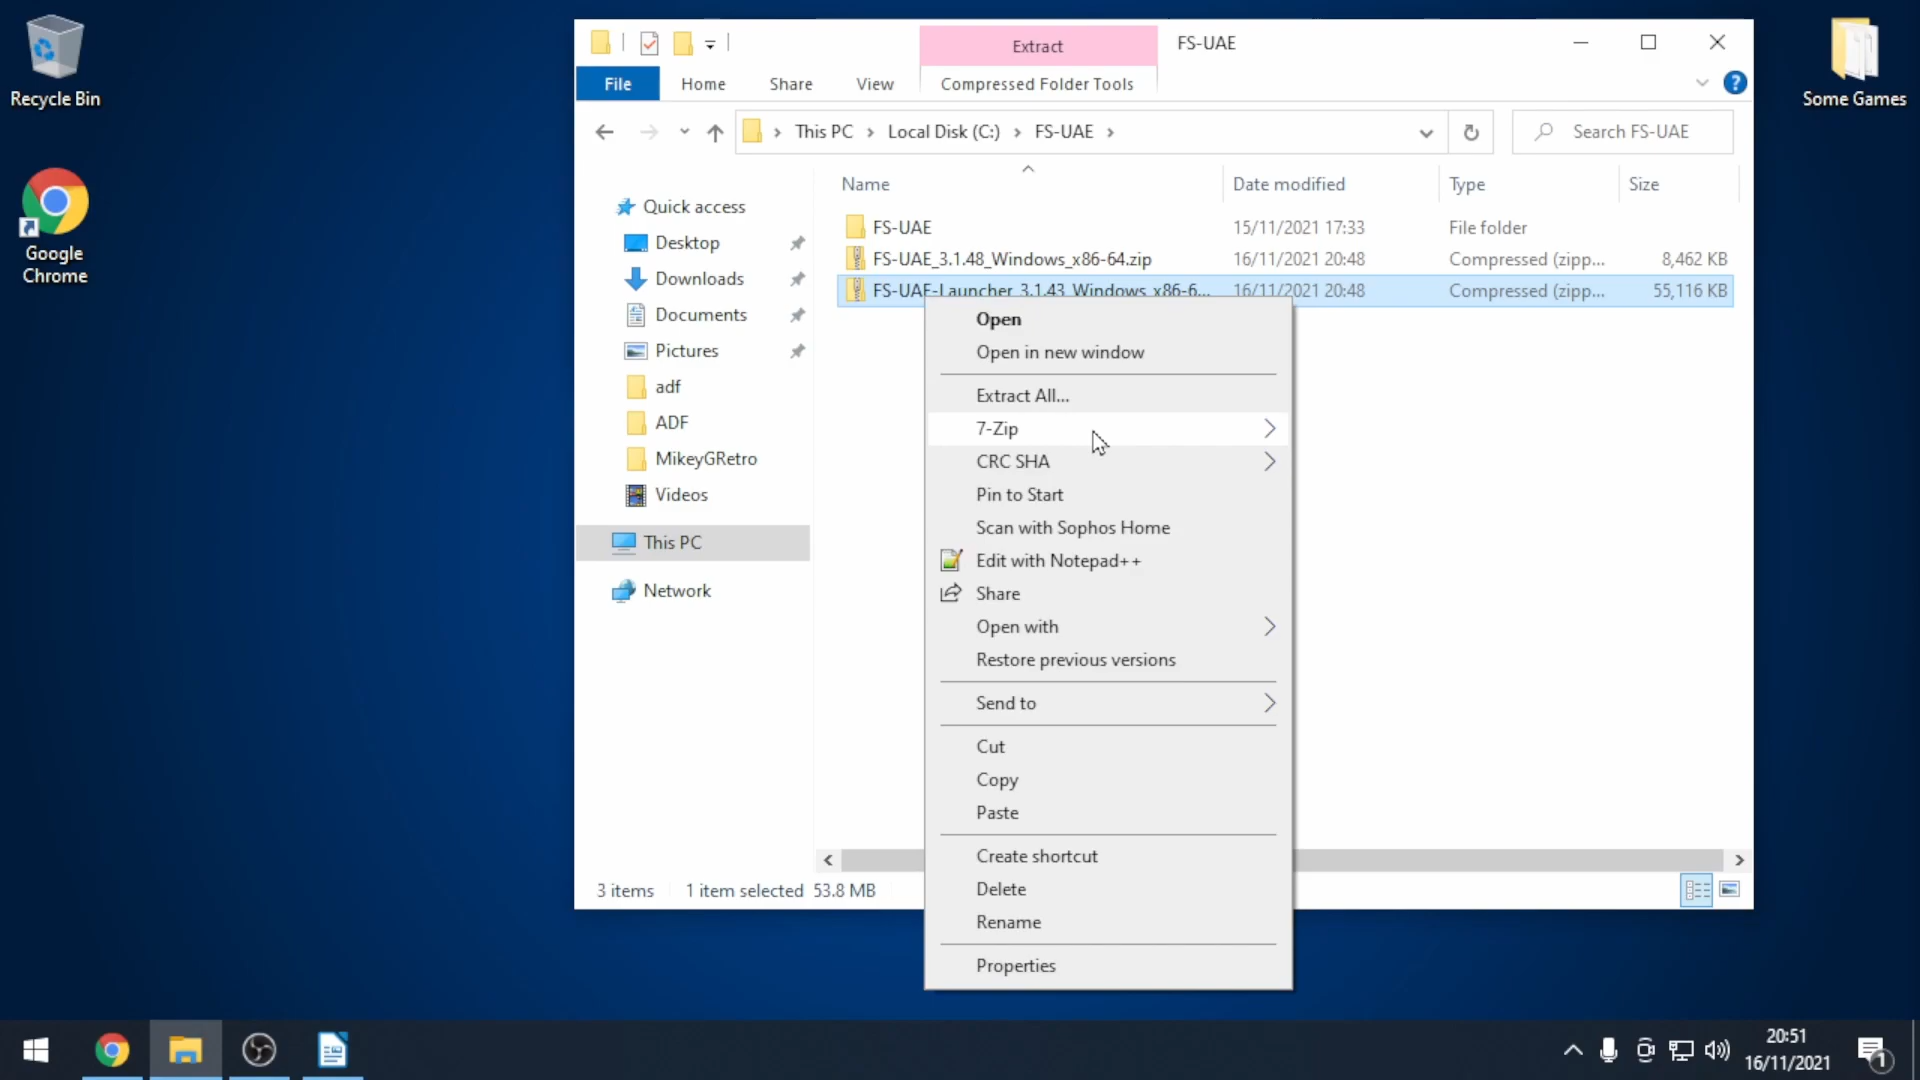 Recycle Bin
Google
Chrome
Some Games
Extract
FS-UAE
File
Home
Share
View
Compressed Folder Tools
?
This PC
Local Disk (C:)
FS-UAE
Search FS-UAE
Name
Date modified
Type
Size
Quick access
Desktop
Downloads
Documents
Pictures
adf
ADF
MikeyGRetro
Videos
This PC
Network
FS-UAE
15/11/2021 17:33
File folder
FS-UAE_3.1.48_Windows_x86-64.zip
16/11/2021 20:48
Compressed (zipp...
8,462 KB
FS-UAE-Launcher_3.1.43_Windows_x86-6...
16/11/2021 20:48
Compressed (zipp...
55,116 KB
Open
Open in new window
Extract All...
7-Zip
CRC SHA
Pin to Start
Scan with Sophos Home
Edit with Notepad++
Share
Open with
Restore previous versions
Send to
Cut
Copy
Paste
Create shortcut
Delete
Rename
Properties
3 items
1 item selected 53.8 MB
20:51
16/11/2021
1